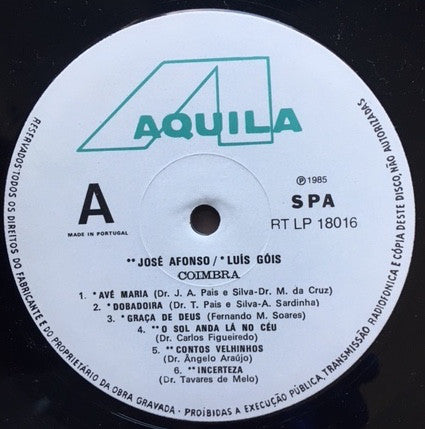 A AQUILA
A
MADE IN PORTUGAL
℗ 1985
SPA
RT LP 18016
**JOSÉ AFONSO/*LUÍS GÓIS
COIMBRA
1. *AVÉ MARIA (Dr. J. A. Pais e Silva-Dr. M. da Cruz)
2. *DOBADOIRA (Dr. T. Pais e Silva-A. Sardinha)
3. *GRAÇA DE DEUS (Fernando M. Soares)
4. **O SOL ANDA LÁ NO CÉU
Dr. Carlos Figueiredo)
5. **CONTOS VELHINHOS
(Dr. Ângelo Araújo)
6. **INCERTEZA
(Dr. Tavares de Melo)
RESERVADOS TODOS OS DIREITOS DO FABRICANTE E DO PROPRIETÁRIO DA OBRA GRAVADA - PROÍBIDAS A EXECUÇÃO PÚBLICA, TRANSMISSÃO RADIOFÓNICA E CÓPIA DESTE DISCO, NÃO AUTORIZADAS